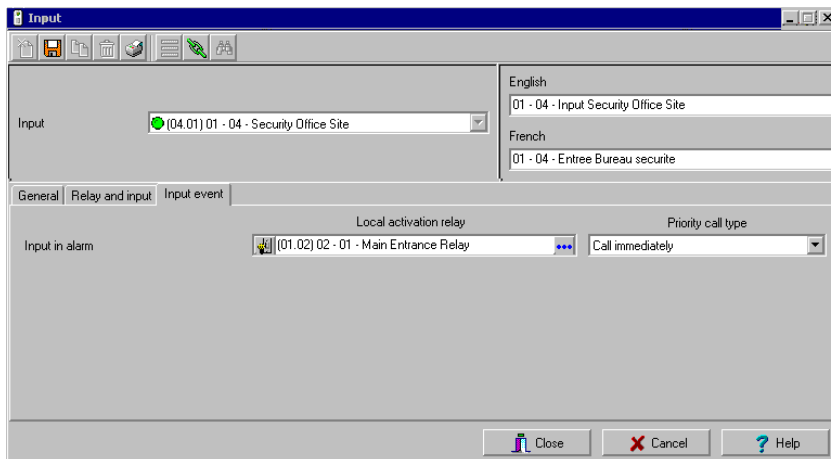 Input
English
01 - 04 - Input Security Office Site
Input
(04.01) 01 - 04 - Security Office Site
French
01 - 04 - Entree Bureau securite
General
Relay and input
Input event
Local activation relay
Priority call type
Input in alarm
(01.02) 02 - 01 - Main Entrance Relay
Call immediately
Close
Cancel
Help